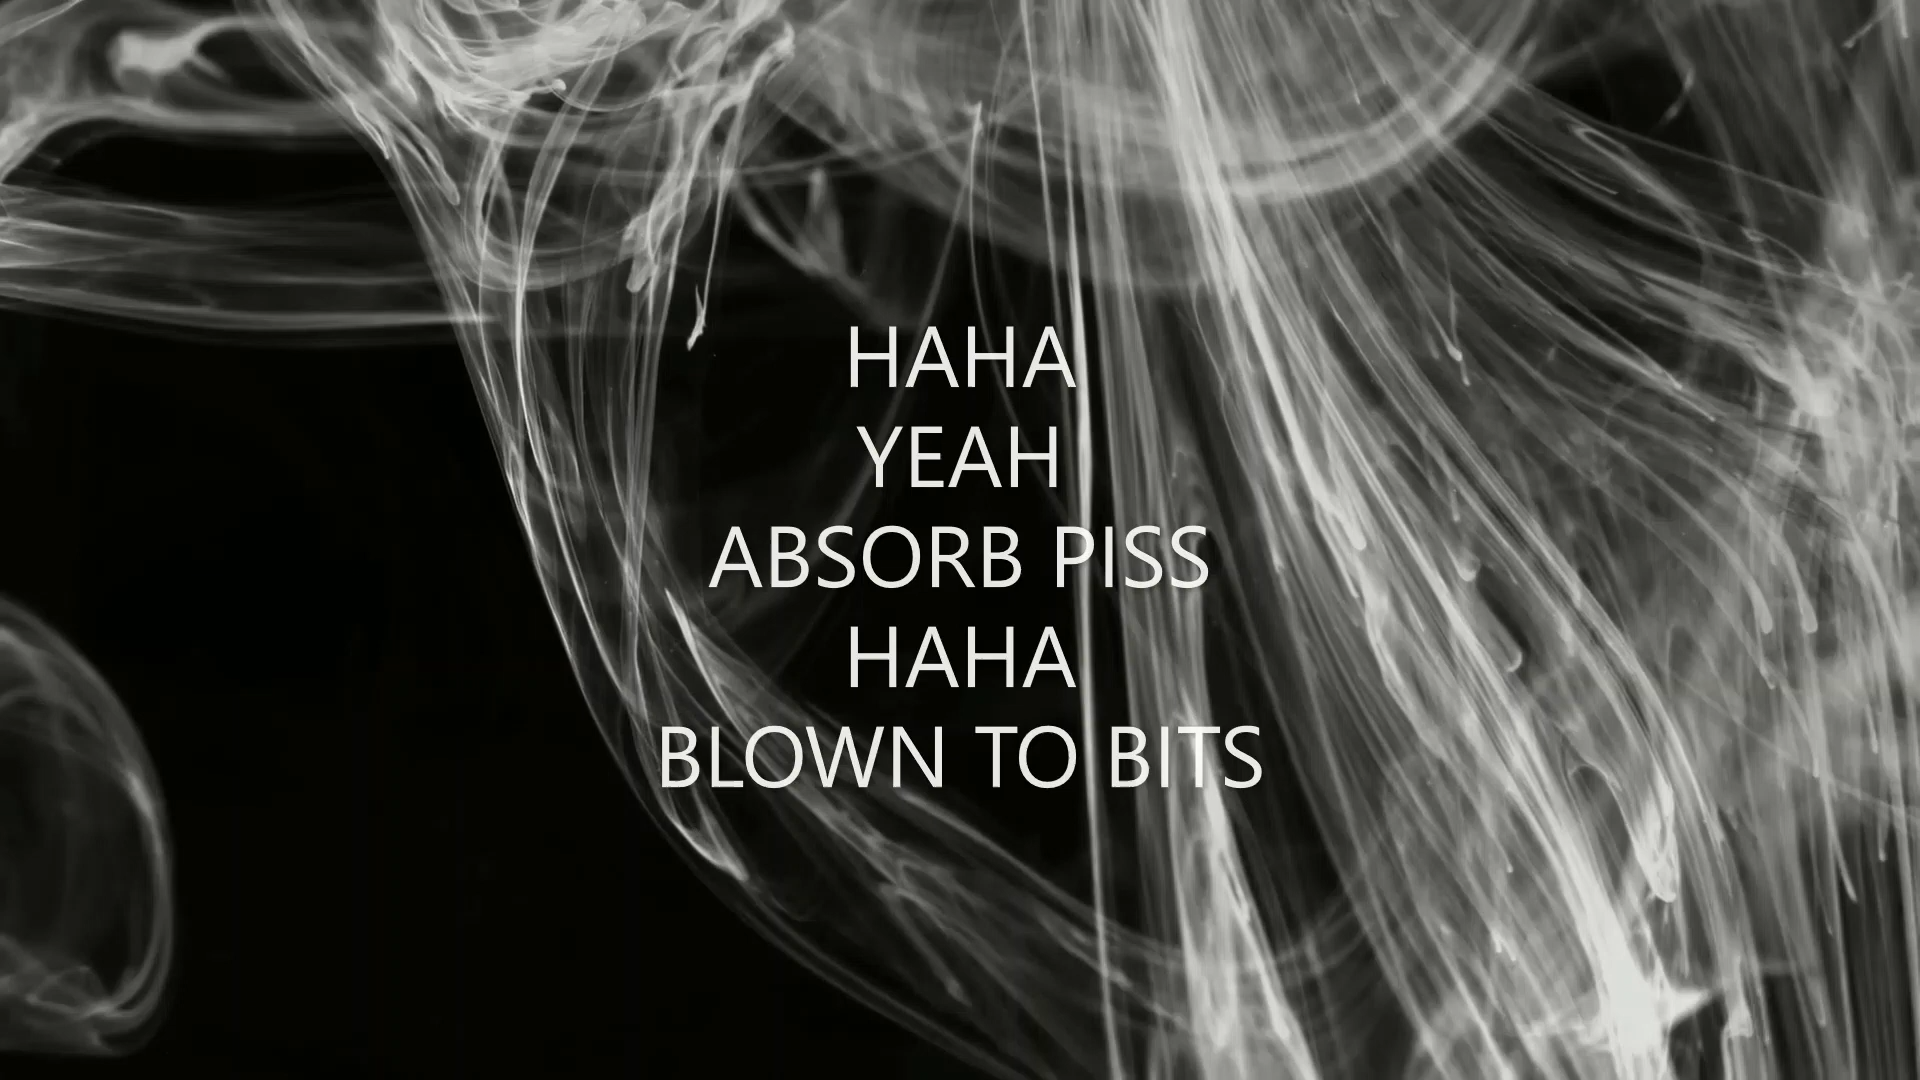 HAHA
YEAH
ABSORB PISS
HAHA
BLOWN TO BITS